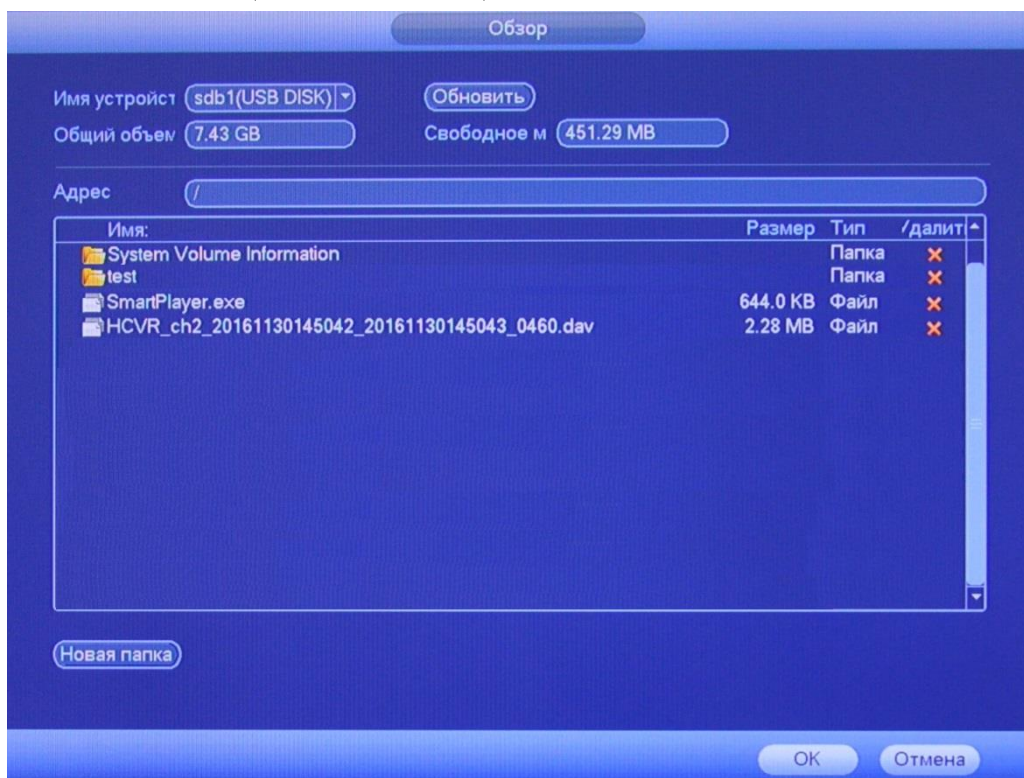 Обзор
Имя устройст sdb1(USB DISK) Обновить
Общий объем 7.43 GB Свободное м 451.29 MB
Адрес /
Имя: Размер Тип далит
System Volume Information Папка
test Папка
SmartPlayer.exe 644.0 KB Файл
HCVR_ch2_20161130145042_20161130145043_0460.dav 2.28 MB Файл
Новая папка
OK Отмена